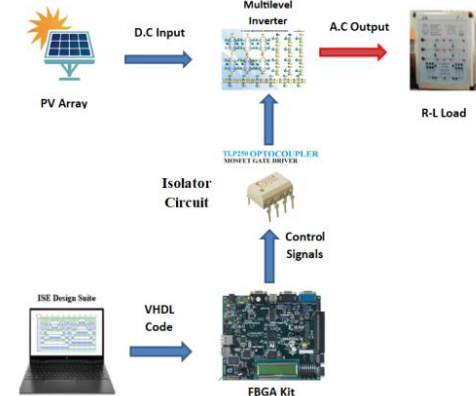 Multilevel
Inverter
D.C Input
A.C Output
PV Array
R-L Load
TLP250 OPTOCOUPLER
MOSFET GATE DRIVER
Isolator
Circuit
Control
Signals
ISE Design Suite
VHDL
Code
FBGA Kit